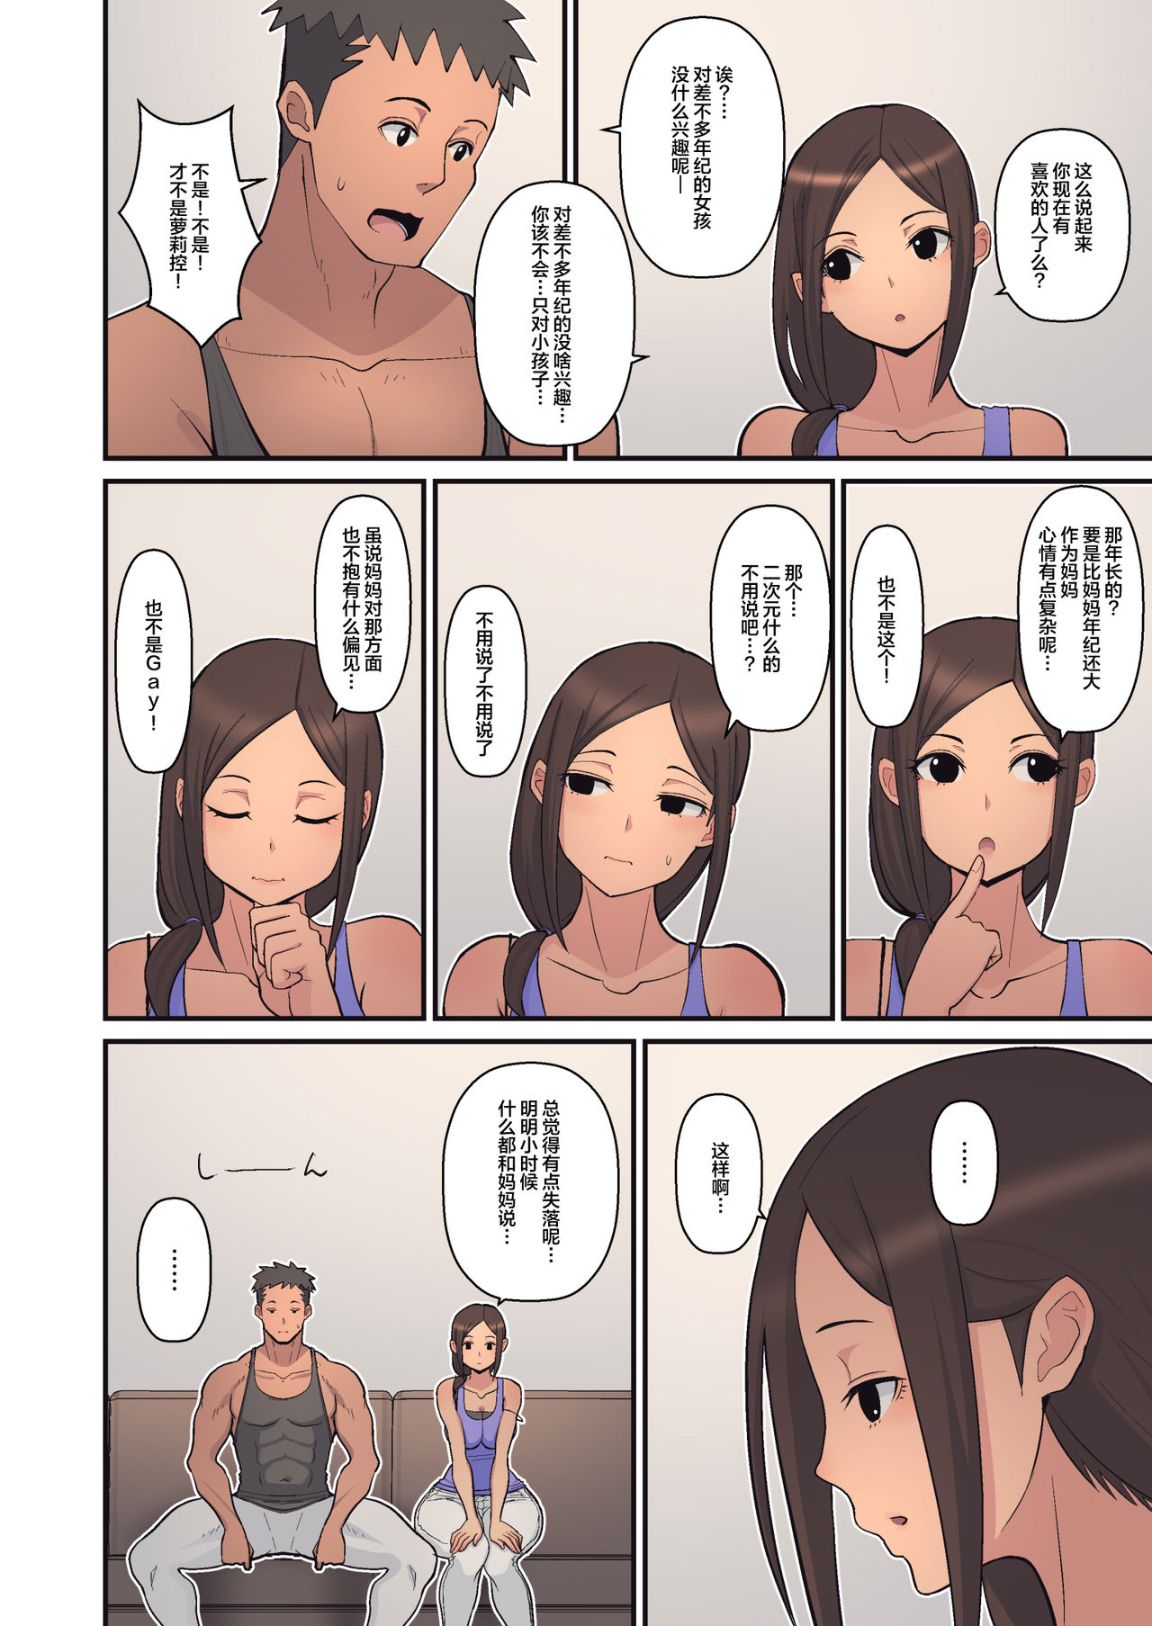 这么说起来
你现在有
喜欢的人了么？
诶？…
对差不多年纪的女孩
没什么兴趣呢—
对差不多年纪的没啥兴趣…
你该不会…只对小孩子…
不是！不是！
才不是萝莉控！
那年长的？
要是比妈妈年纪还大
作为妈妈
心情有点复杂呢…
也不是这个！
那个…
二次元什么的
不用说吧…？
不用说了不用说了
虽说妈妈对那方面
也不抱有什么偏见…
也不是Gay！
……
这样啊…
总觉得有点失落呢…
明明小时候
什么都和妈妈说…
しーーん
……